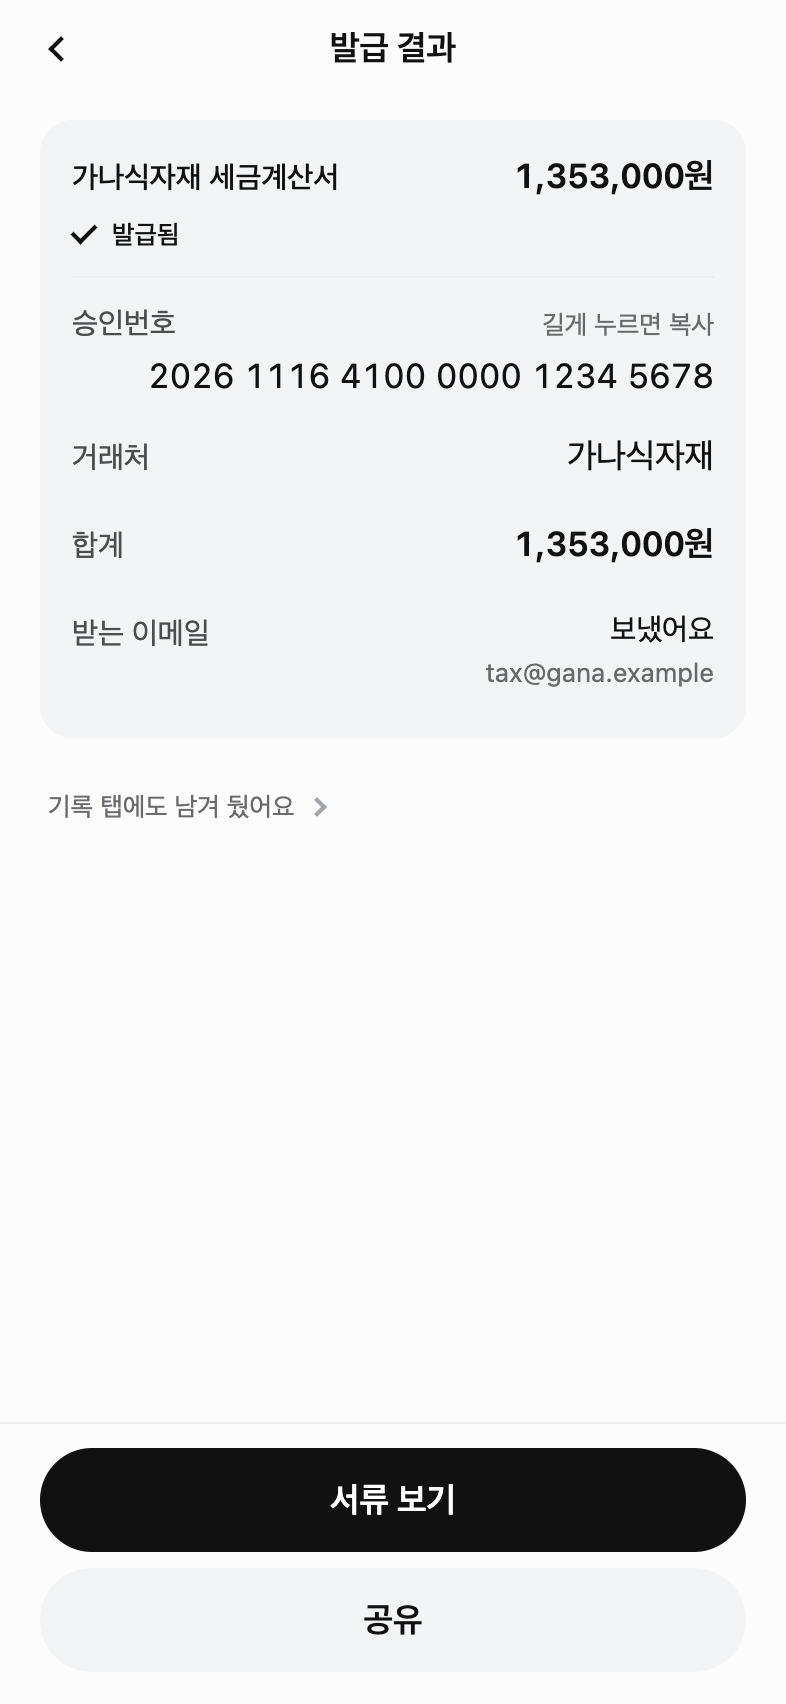 발급 결과
가나식자재 세금계산서 1,353,000원
발급됨
승인번호 길게 누르면 복사
2026 1116 4100 0000 1234 5678
거래처 가나식자재
합계 1,353,000원
받는 이메일 보냈어요
tax@gana.example
기록 탭에도 남겨 뒀어요
서류 보기
공유